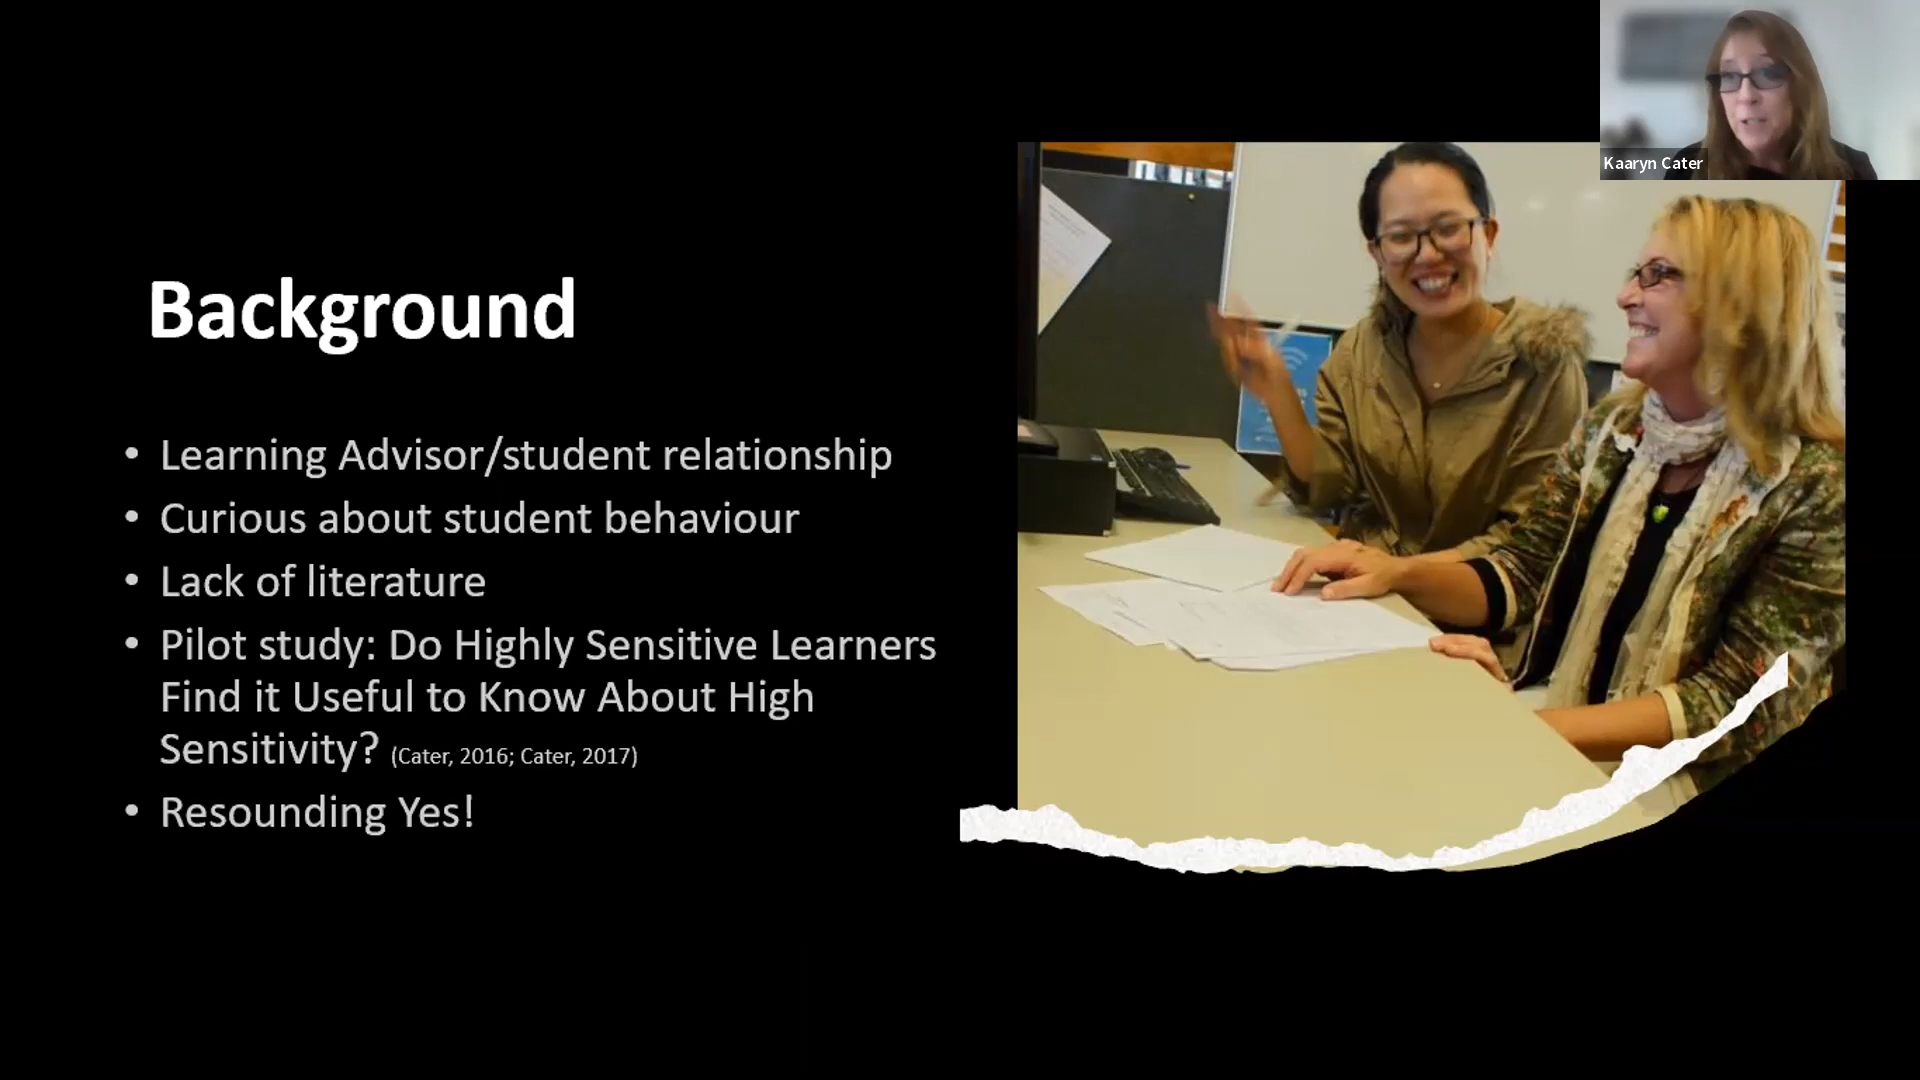 Kaaryn Cater
Background
• Learning Advisor/student relationship
• Curious about student behaviour
• Lack of literature
• Pilot study: Do Highly Sensitive Learners
Find it Useful to Know About High
Sensitivity? (Cater, 2016; Cater, 2017)
• Resounding Yes!